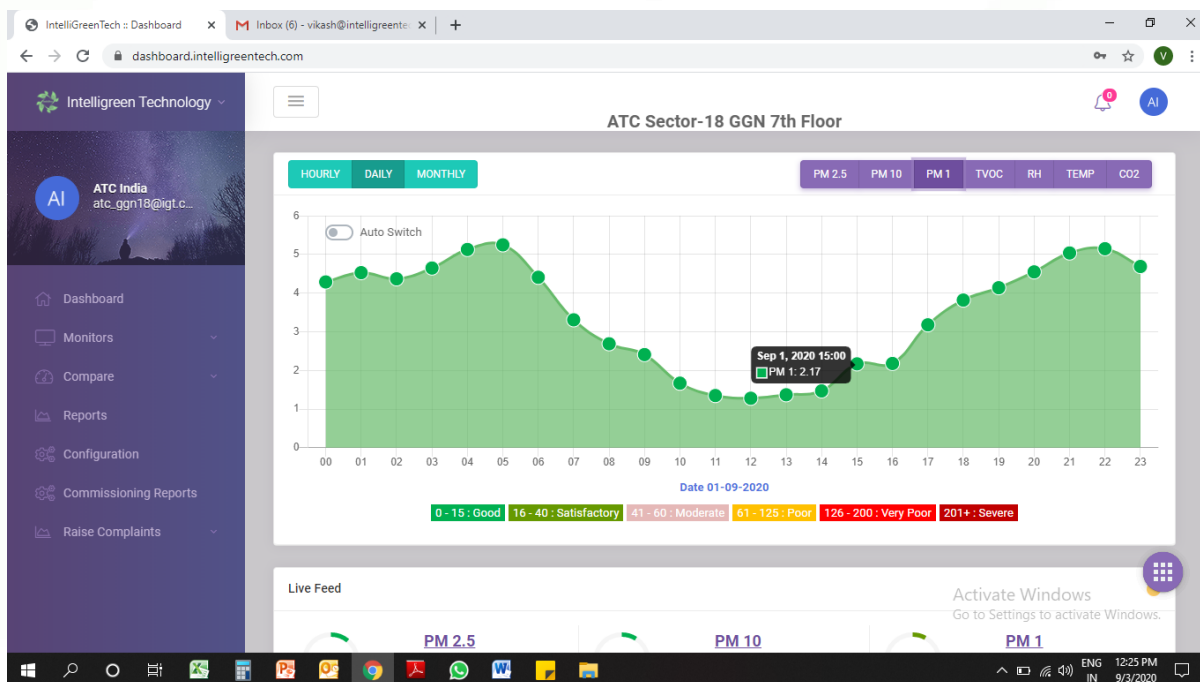 IntelliGreenTech :: Dashboard
Inbox (6) - vikash@intelligreente
dashboard.intelligreentech.com
V
Intelligreen Technology
0
AI
ATC Sector-18 GGN 7th Floor
AI
ATC India
atc_ggn18@igt.c...
HOURLY DAILY MONTHLY
PM 2.5 PM 10 PM 1 TVOC RH TEMP CO2
Dashboard
Monitors
Compare
Reports
Configuration
Commissioning Reports
Raise Complaints
Auto Switch
6
5
4
3
2
1
0
Sep 1, 2020 15:00
PM 1: 2.17
00 01 02 03 04 05 06 07 08 09 10 11 12 13 14 15 16 17 18 19 20 21 22 23
Date 01-09-2020
0 - 15 : Good 16 - 40 : Satisfactory 41 - 60 : Moderate 61 - 125 : Poor 126 - 200 : Very Poor 201+ : Severe
Live Feed
Activate Windows
Go to Settings to activate Windows.
PM 2.5 PM 10 PM 1
ENG
IN
12:25 PM
9/3/2020